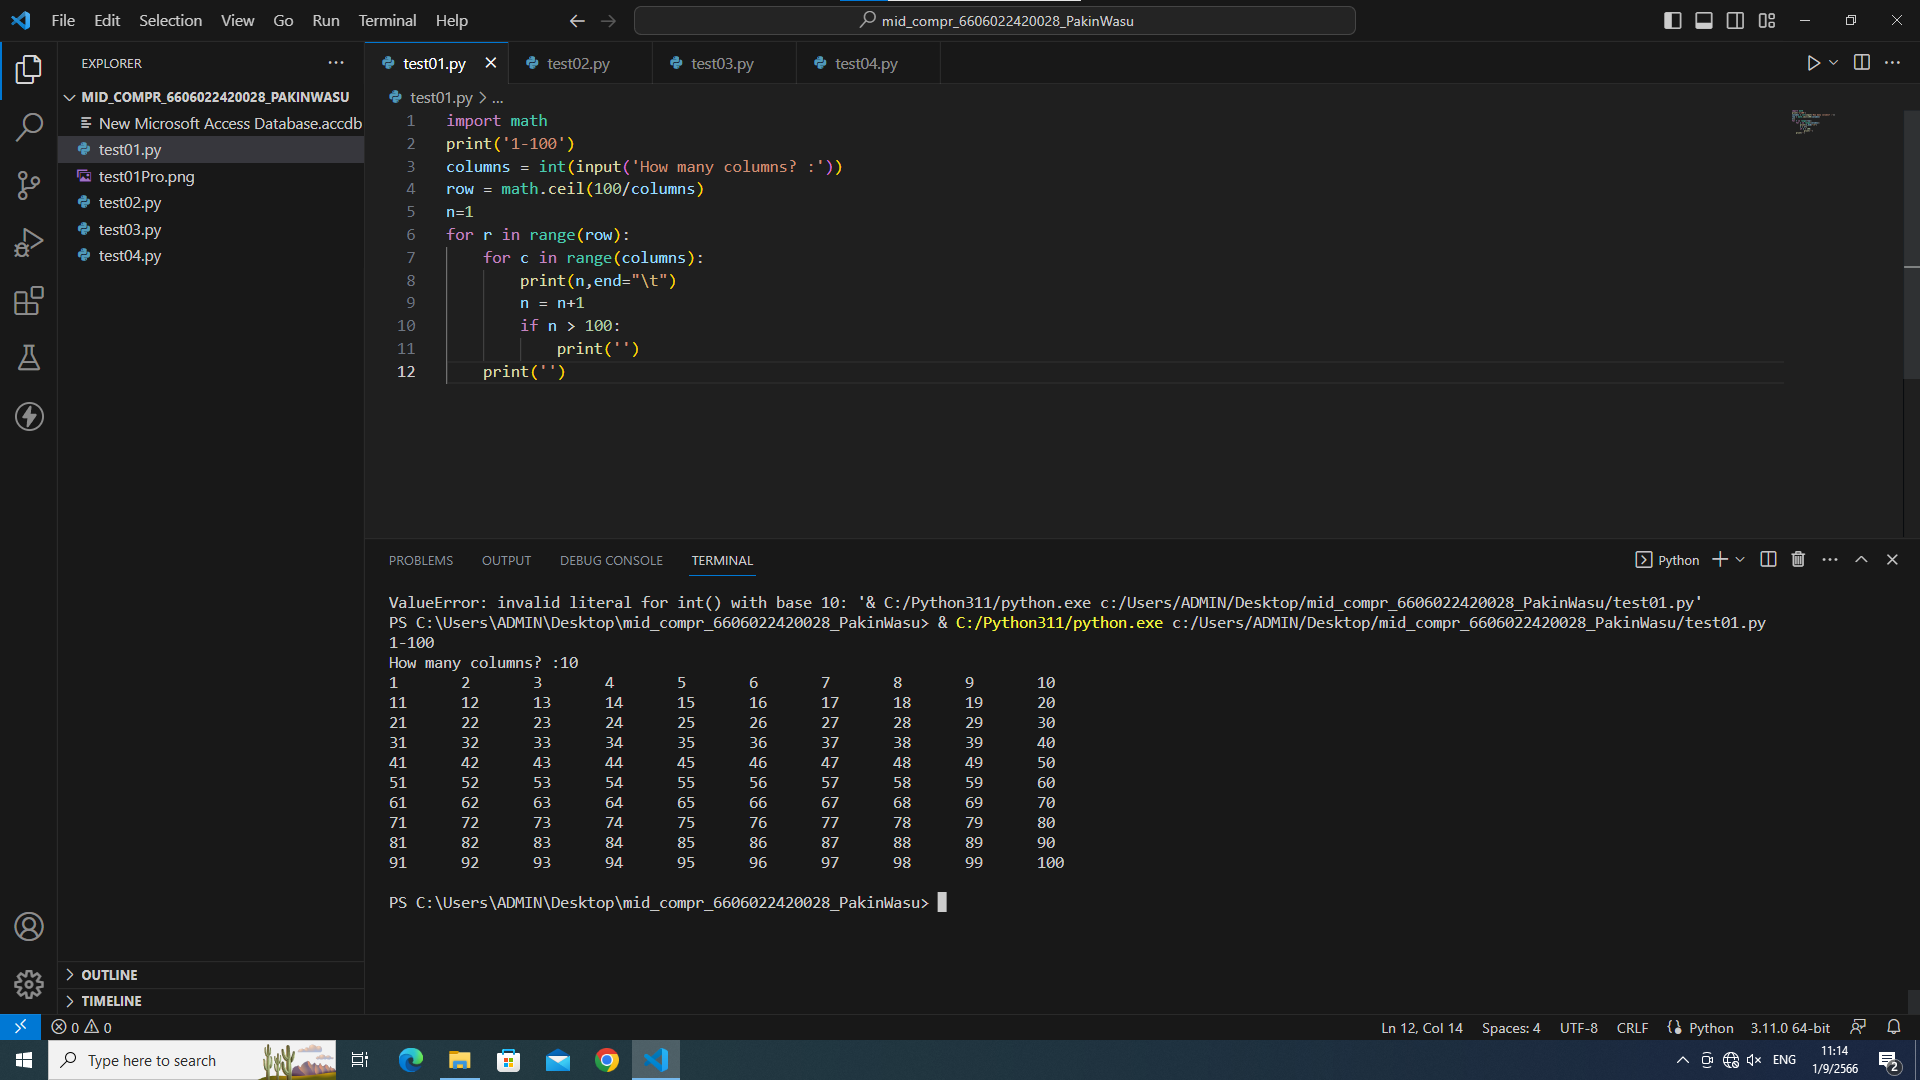 File Edit Selection View Go Run Terminal Help
mid_compr_6606022420028_PakinWasu
EXPLORER
MID_COMPR_6606022420028_PAKINWASU
New Microsoft Access Database.accdb
test01.py
test01Pro.png
test02.py
test03.py
test04.py
OUTLINE
TIMELINE
test01.py test02.py test03.py test04.py
test01.py > ...
1 import math
2 print('1-100')
3 columns = int(input('How many columns? :'))
4 row = math.ceil(100/columns)
5 n=1
6 for r in range(row):
7 for c in range(columns):
8 print(n,end="\t")
9 n = n+1
10 if n > 100:
11 print('')
12 print('')
PROBLEMS OUTPUT DEBUG CONSOLE TERMINAL
Python
ValueError: invalid literal for int() with base 10: '& C:/Python311/python.exe c:/Users/ADMIN/Desktop/mid_compr_6606022420028_PakinWasu/test01.py'
PS C:\Users\ADMIN\Desktop\mid_compr_6606022420028_PakinWasu> & C:/Python311/python.exe c:/Users/ADMIN/Desktop/mid_compr_6606022420028_PakinWasu/test01.py
1-100
How many columns? :10
1 2 3 4 5 6 7 8 9 10
11 12 13 14 15 16 17 18 19 20
21 22 23 24 25 26 27 28 29 30
31 32 33 34 35 36 37 38 39 40
41 42 43 44 45 46 47 48 49 50
51 52 53 54 55 56 57 58 59 60
61 62 63 64 65 66 67 68 69 70
71 72 73 74 75 76 77 78 79 80
81 82 83 84 85 86 87 88 89 90
91 92 93 94 95 96 97 98 99 100
PS C:\Users\ADMIN\Desktop\mid_compr_6606022420028_PakinWasu>
0 0 Ln 12, Col 14 Spaces: 4 UTF-8 CRLF Python 3.11.0 64-bit
Type here to search
ENG
11:14
1/9/2566
2